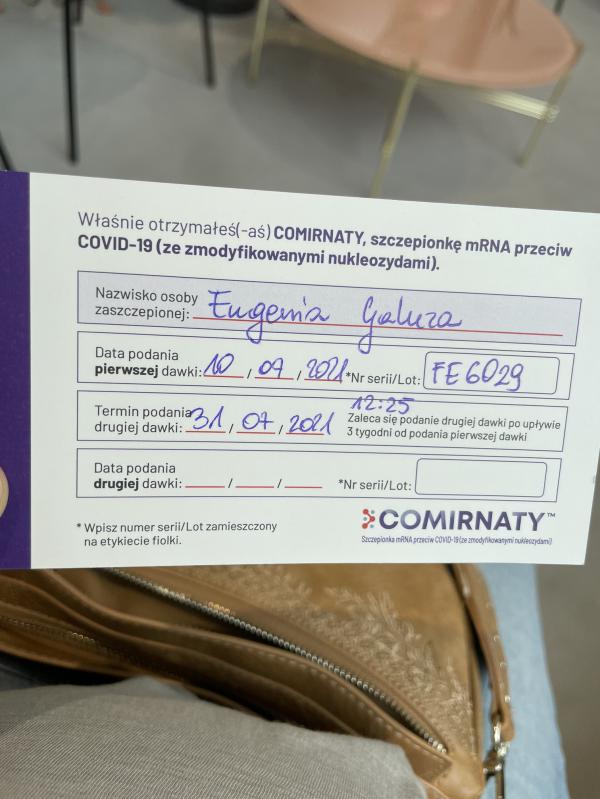 Właśnie otrzymałeś(-aś) COMIRNATY, szczepionkę mRNA przeciw
COVID-19 (ze zmodyfikowanymi nukleozydami).
Nazwisko osoby
zaszczepionej: Eugenia Galuza
Data podania
pierwszej dawki: 10 / 07 / 2021 *Nr serii/Lot: FE6029
12:25
Termin podania
drugiej dawki: 31 / 07 / 2021
Zaleca się podanie drugiej dawki po upływie
3 tygodni od podania pierwszej dawki
Data podania
drugiej dawki: / / *Nr serii/Lot:
* Wpisz numer serii/Lot zamieszczony
na etykiecie fiolki.
COMIRNATY™
Szczepionka mRNA przeciw COVID-19 (ze zmodyfikowanymi nukleozydami)